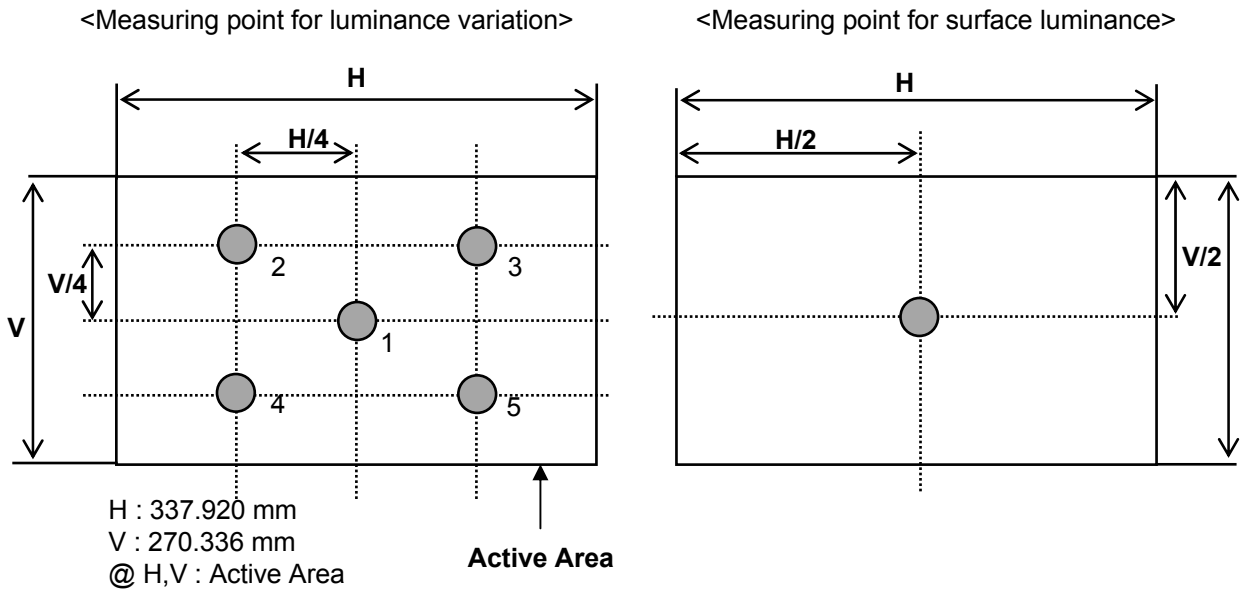 <Measuring point for luminance variation>
<Measuring point for surface luminance>
H
H
H/4
H/2
2
3
V/4
V/2
V
1
4
5
H : 337.920 mm
V : 270.336 mm
@ H,V : Active Area
Active Area